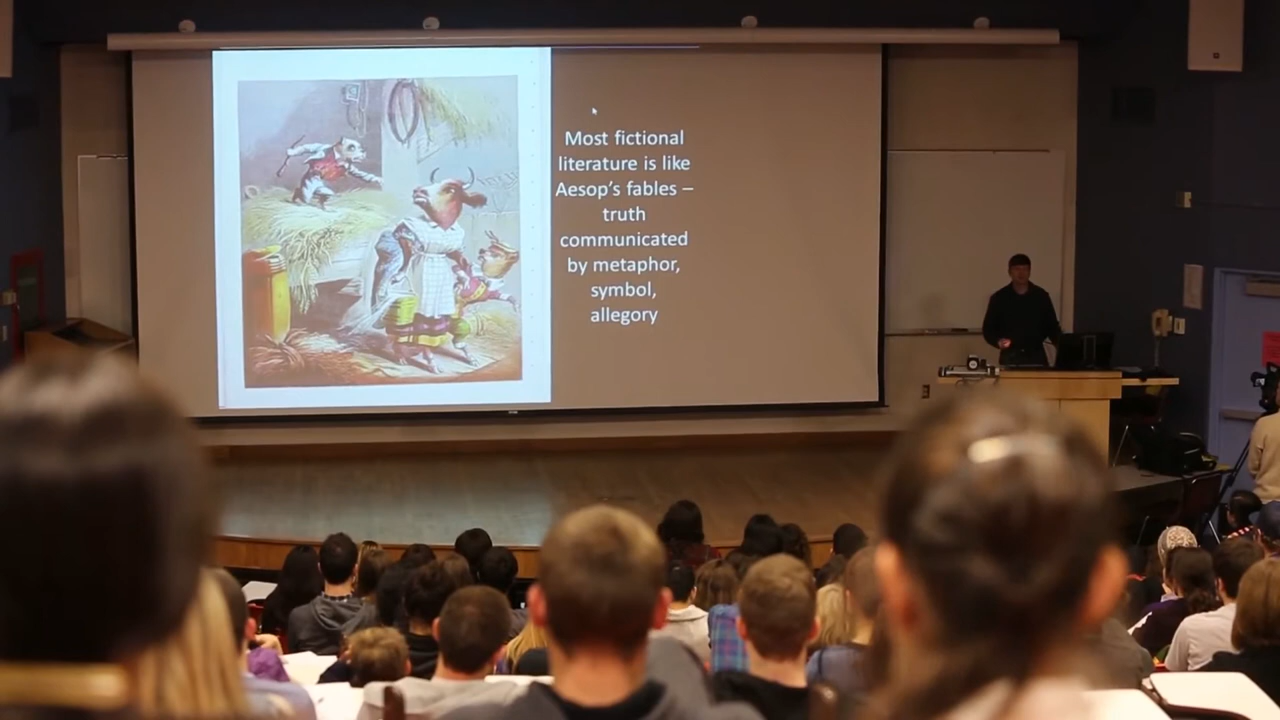 Most fictional
literature is like
Aesop's fables –
truth
communicated
by metaphor,
symbol,
allegory